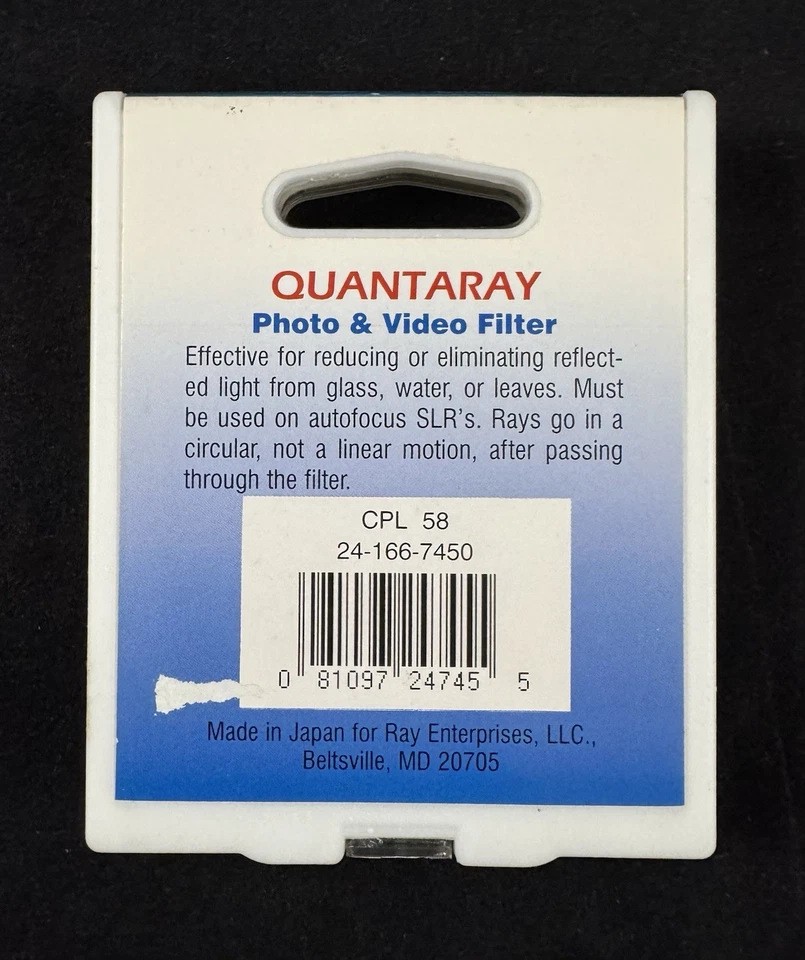 QUANTARAY
Photo & Video Filter
Effective for reducing or eliminating reflect-
ed light from glass, water, or leaves. Must
be used on autofocus SLR's. Rays go in a
circular, not a linear motion, after passing
through the filter.
CPL 58
24-166-7450
0 81097 24745 5
Made in Japan for Ray Enterprises, LLC.,
Beltsville, MD 20705